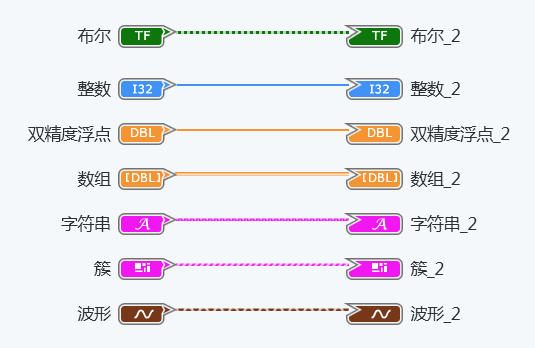 布尔 TF TF 布尔_2
整数 I32 I32 整数_2
双精度浮点 DBL DBL 双精度浮点_2
数组 [DBL] [DBL] 数组_2
字符串 A A 字符串_2
簇 簇_2
波形 波形_2